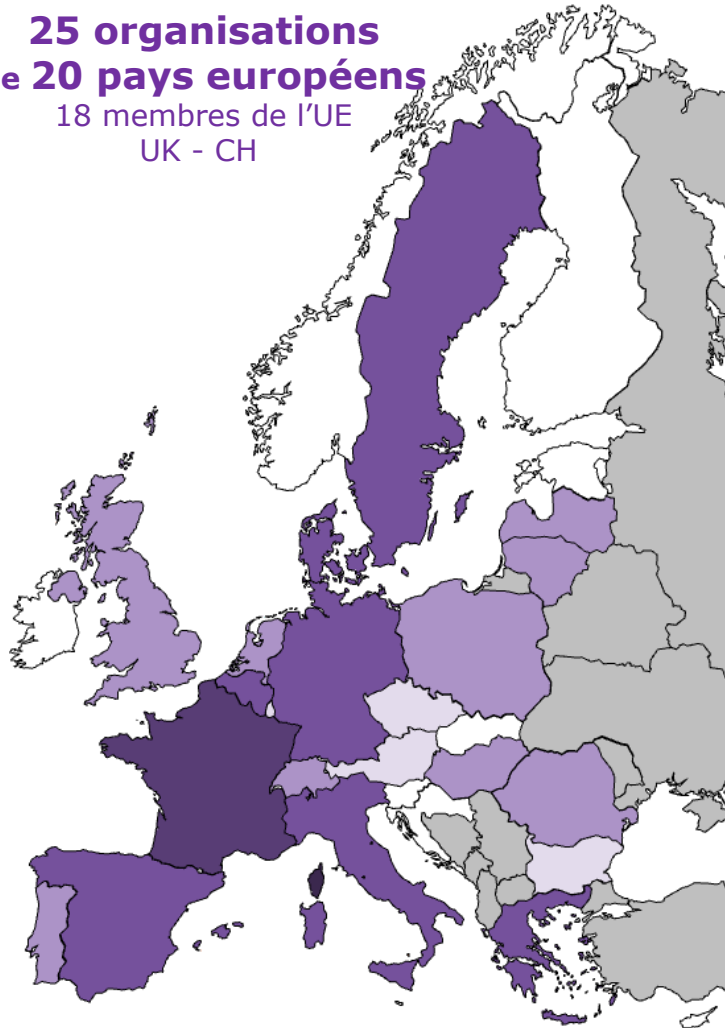 25 organisations
e 20 pays européens
18 membres de l’UE
UK - CH